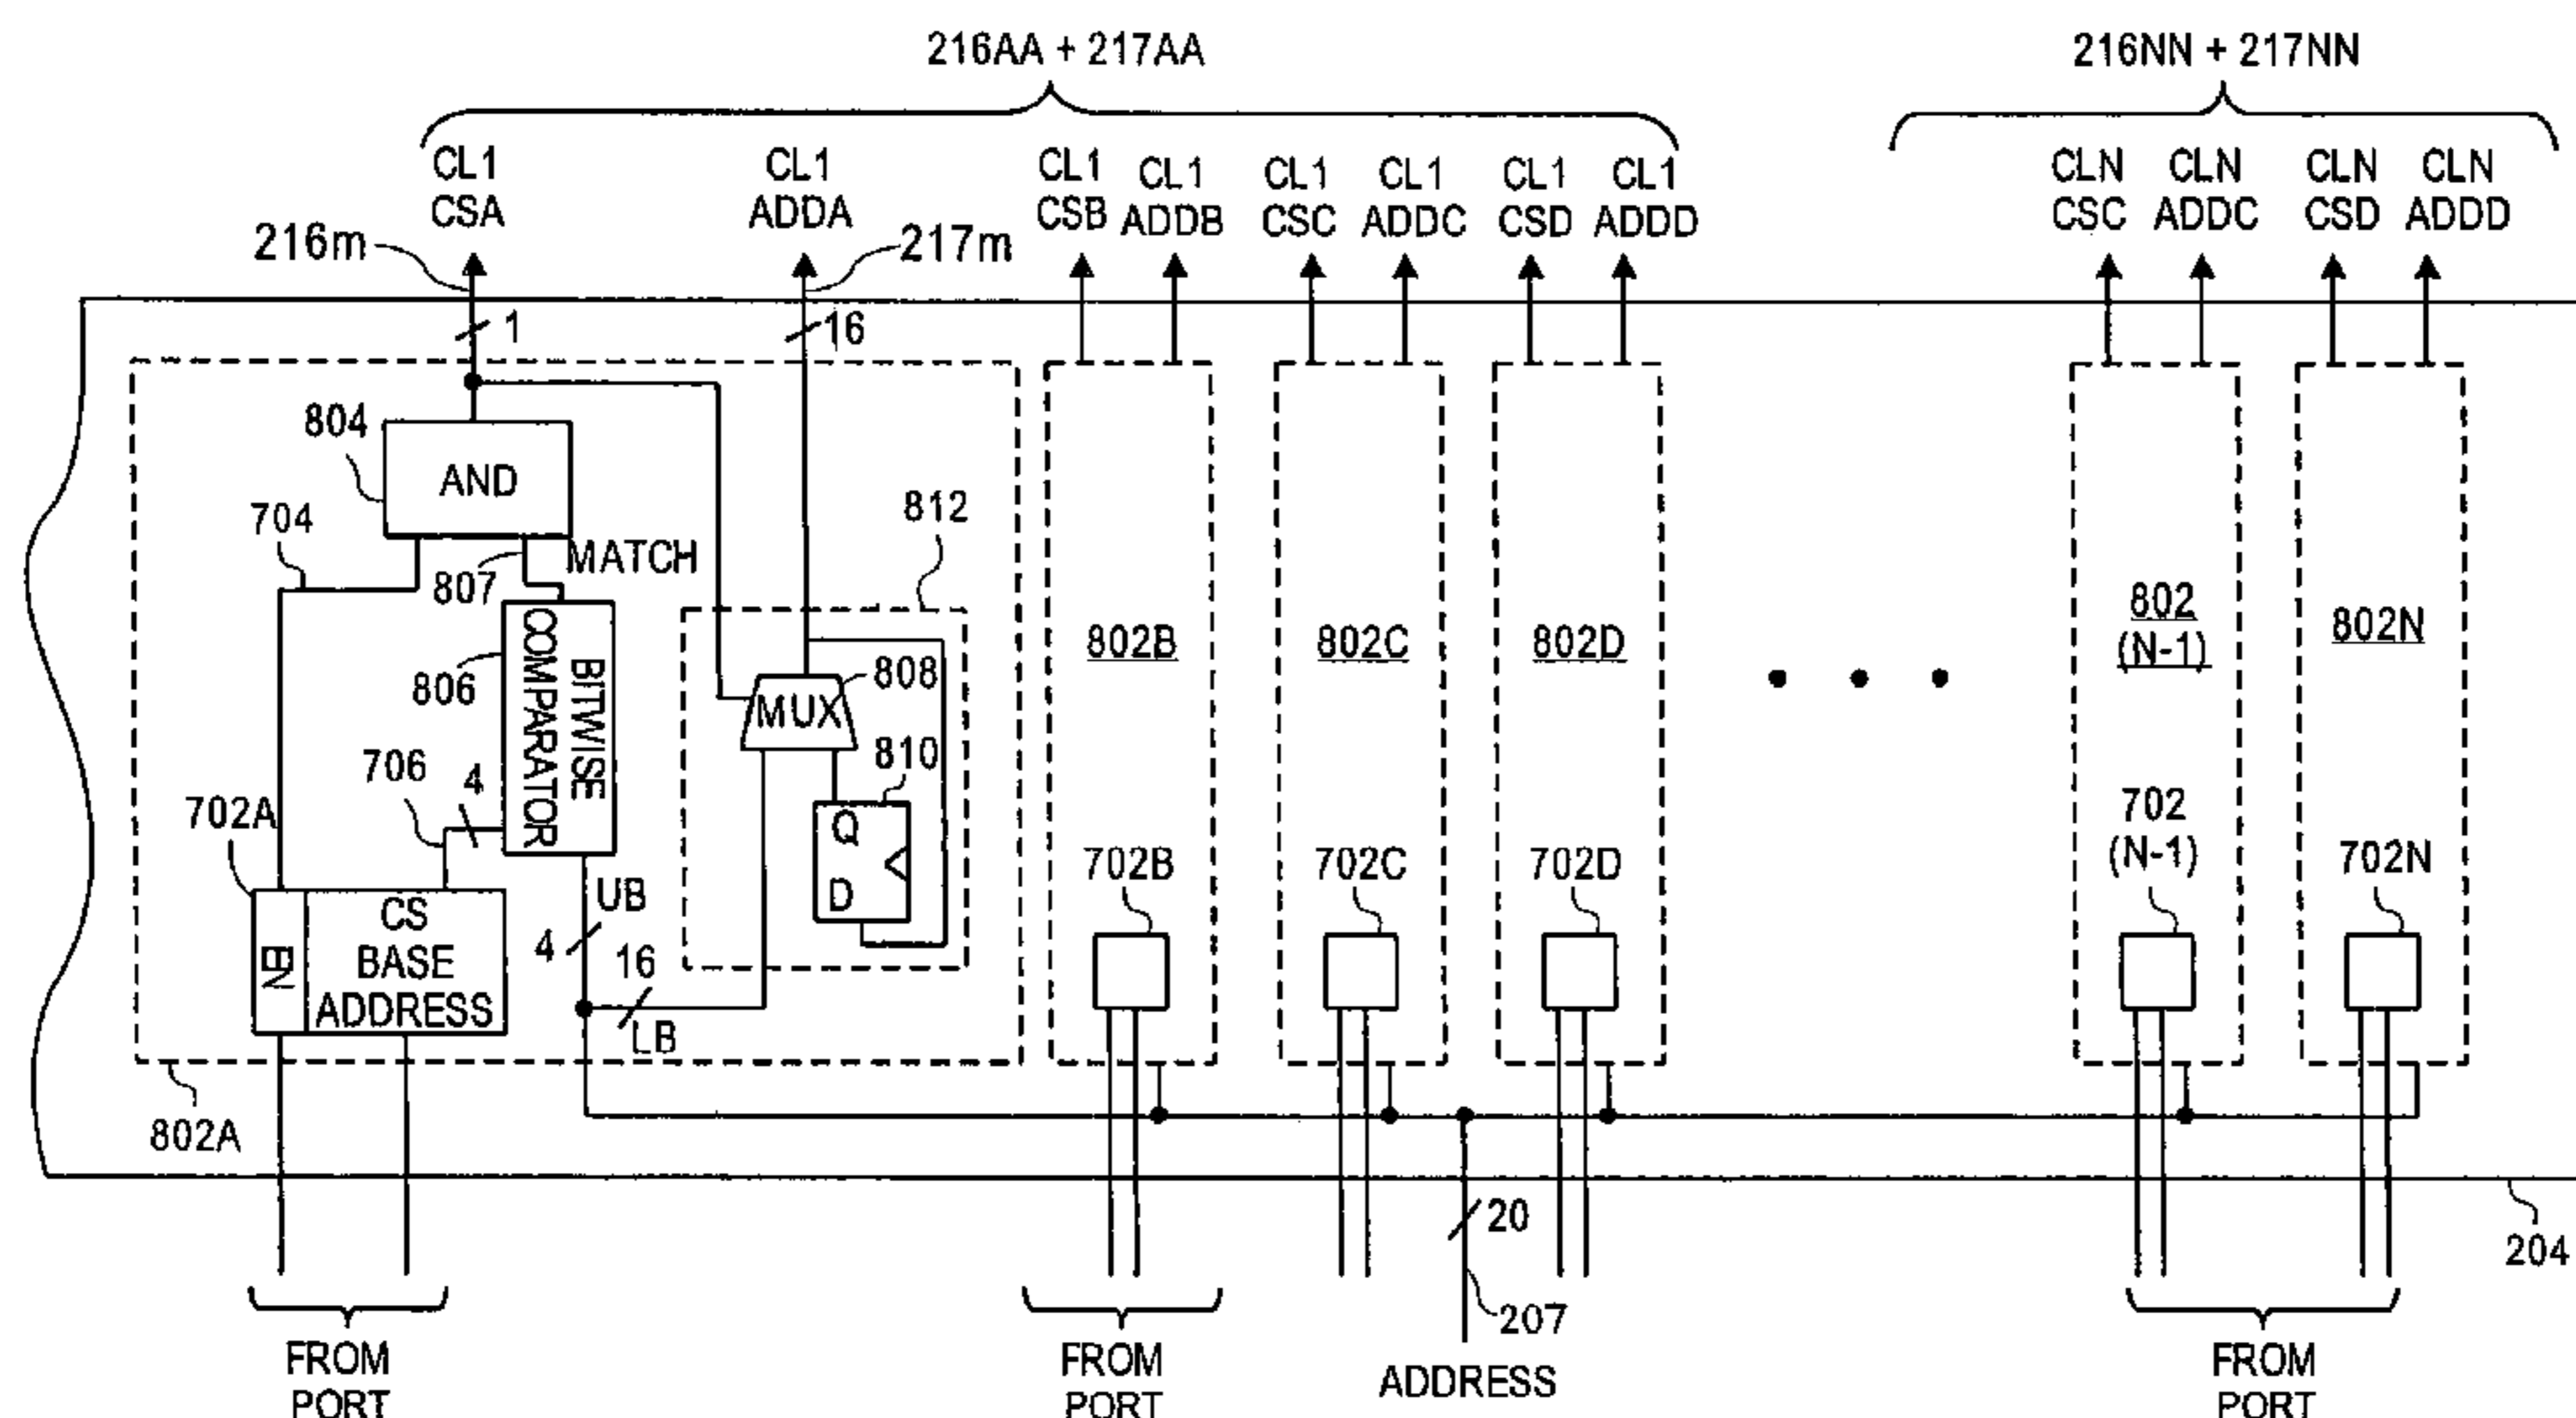 216AA + 217AA
216NN + 217NN
CL1
CSA
CL1
ADDA
CL1
CSB
CL1
ADDB
CL1
CSC
CL1
ADDC
CL1
CSD
CL1
ADDD
CLN
CSC
CLN
ADDC
CLN
CSD
CLN
ADDD
216m
217m
1
16
804
AND
704
807
MATCH
812
806
BITWISE
COMPARATOR
808
MUX
810
Q
D
706
4
702A
EN
CS
BASE
ADDRESS
UB
4
16
LB
802A
802B
802C
802D
802
(N-1)
802N
702B
702C
702D
702
(N-1)
702N
20
207
204
FROM
PORT
FROM
PORT
ADDRESS
FROM
PORT